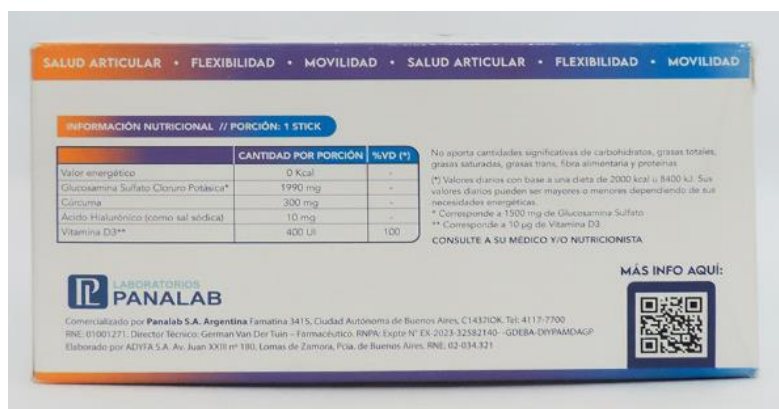 SALUD ARTICULAR • FLEXIBILIDAD • MOVILIDAD • SALUD ARTICULAR • FLEXIBILIDAD • MOVILIDAD
INFORMACIÓN NUTRICIONAL // PORCIÓN: 1 STICK
CANTIDAD POR PORCIÓN %VD (*)
Valor energético 0 Kcal -
Glucosamina Sulfato Cloruro Potásica* 1990 mg -
Cúrcuma 300 mg -
Acido Hialurónico (como sal sódica) 10 mg -
Vitamina D3** 400 UI 100
No aporta cantidades significativas de carbohidratos, grasas totales,
grasas saturadas, grasas trans, fibra alimentaria y proteínas
(*) Valores diarios con base a una dieta de 2000 kcal u 8400 kJ. Sus
valores diarios pueden ser mayores o menores dependiendo de sus
necesidades energéticas.
* Corresponde a 1500 mg de Glucosamina Sulfato
** Corresponde a 10 µg de Vitamina D3
CONSULTE A SU MÉDICO Y/O NUTRICIONISTA
MÁS INFO AQUÍ:
LABORATORIOS
PANALAB
Comercializado por Panalab S.A. Argentina Famatina 3415, Ciudad Autónoma de Buenos Aires, C1437IOK. Tel: 4117-7700
RNE: 01001271. Director Técnico: German Van Der Tuin - Farmacéutico. RNPA: Expte N° EX-2023-32582140- -GDEBA-DIYPAMDAGP
Elaborado por ADYFA S.A. Av. Juan XXIII nº 180, Lomas de Zamora, Pcia. de Buenos Aires. RNE: 02-034.321